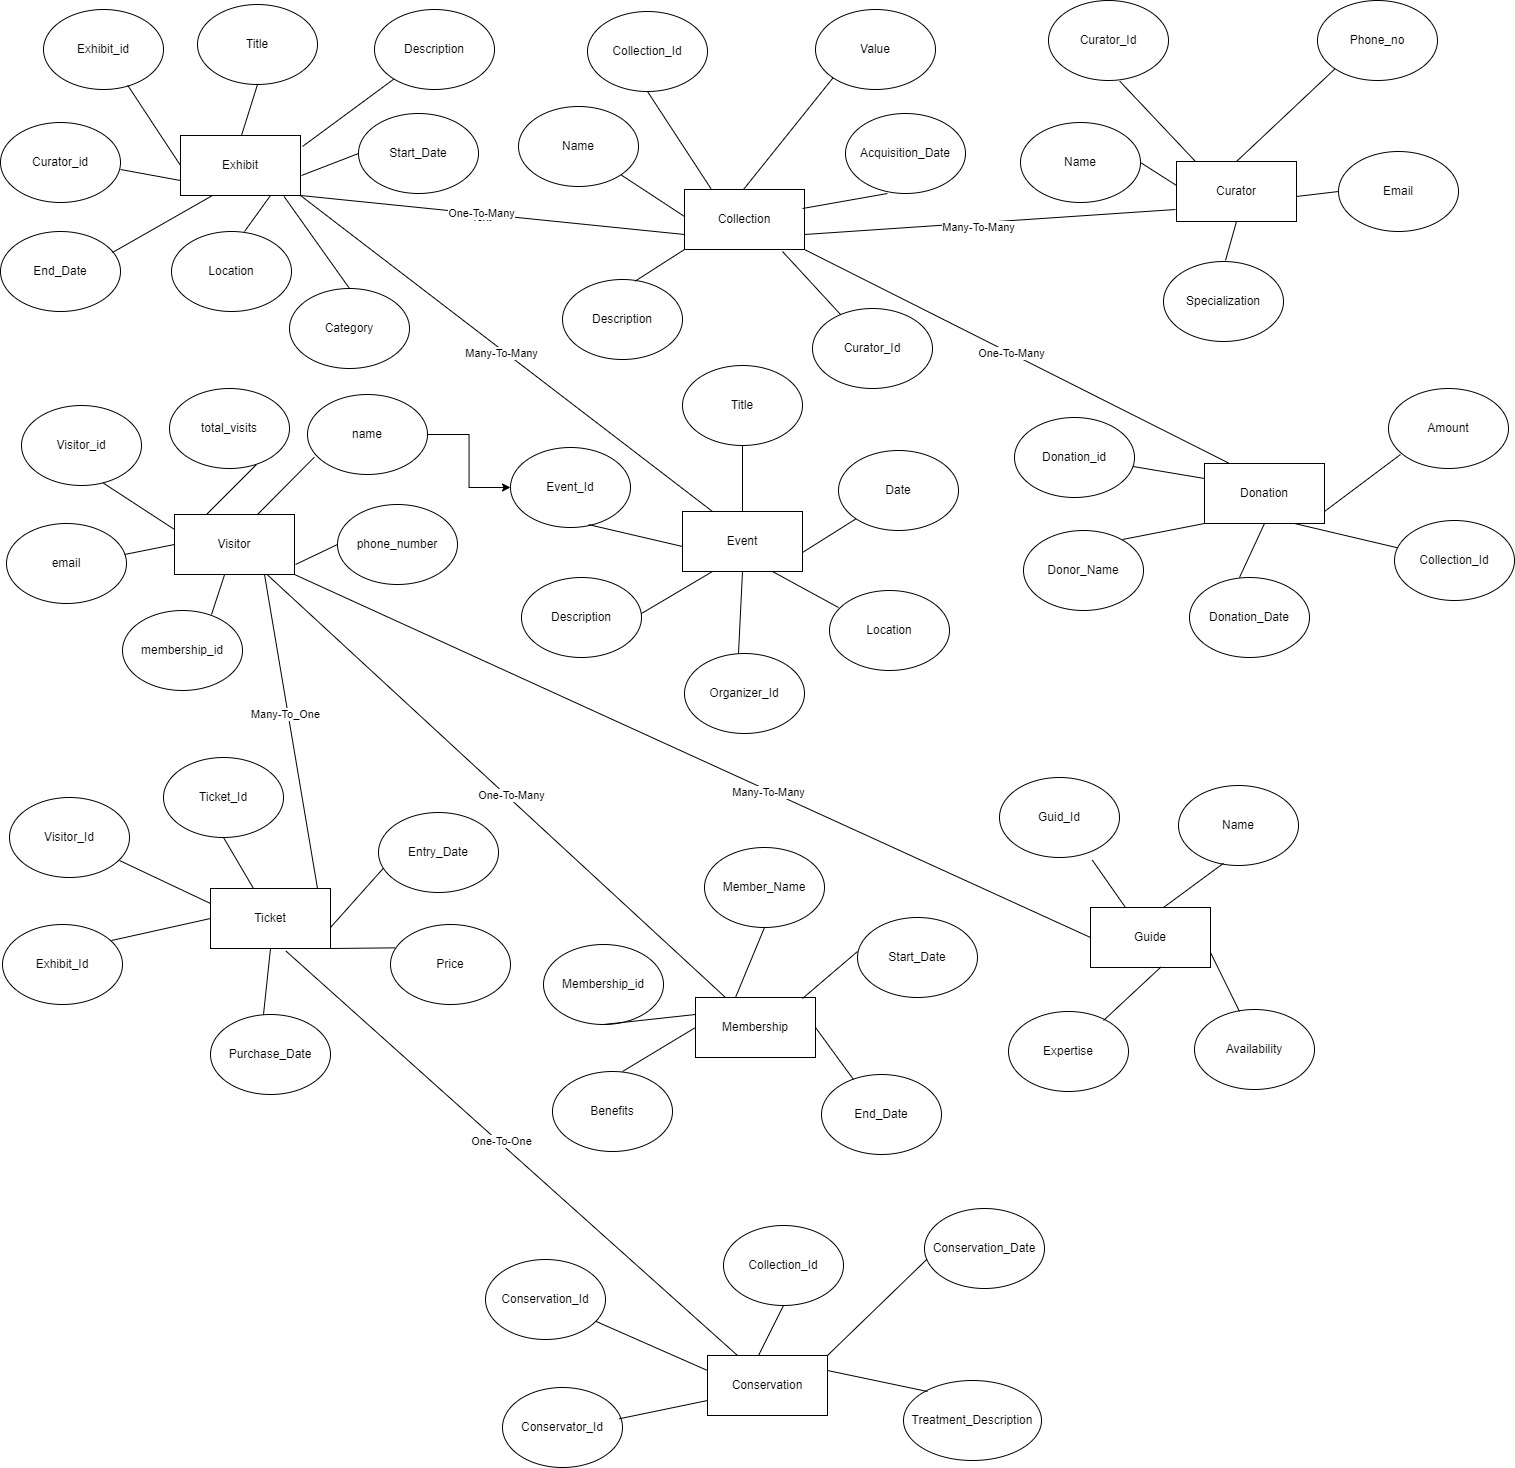 Exhibit_id
Title
Description
Collection_Id
Value
Curator_Id
Phone_no
Curator_id
Exhibit
Start_Date
Name
Acquisition_Date
Name
Curator
Email
One-To-Many
Collection
Many-To-Many
End_Date
Location
Category
Description
Curator_Id
Specialization
Many-To-Many
One-To-Many
Visitor_id
total_visits
name
Title
Amount
Event_Id
Date
Donation_id
Donation
Visitor
phone_number
Event
email
Donor_Name
Collection_Id
membership_id
Description
Location
Donation_Date
Organizer_Id
Many-To_One
One-To-Many
Many-To-Many
Ticket_Id
Visitor_Id
Entry_Date
Guid_Id
Name
Member_Name
Ticket
Guide
Exhibit_Id
Price
Membership_id
Start_Date
Membership
Purchase_Date
Expertise
Availability
Benefits
End_Date
One-To-One
Conservation_Id
Collection_Id
Conservation_Date
Conservation
Conservator_Id
Treatment_Description